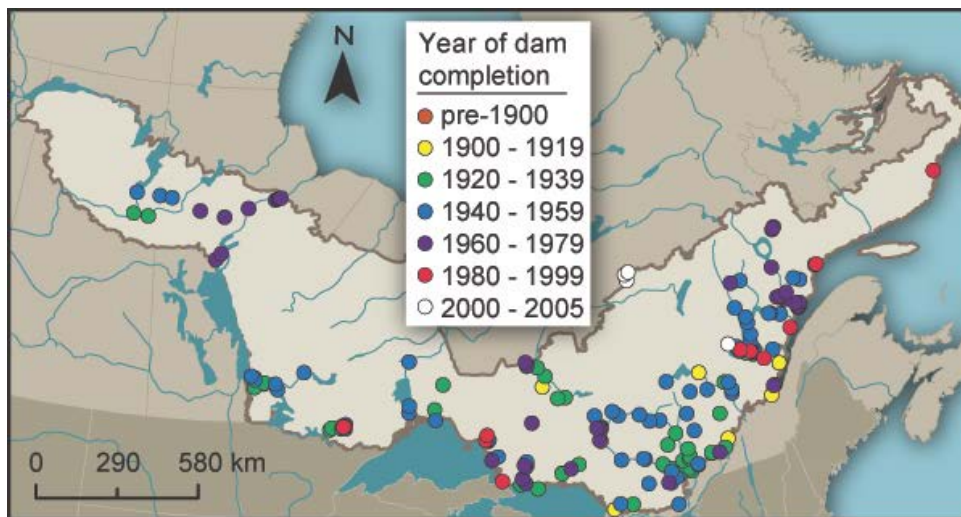 N
Year of dam
completion
pre-1900
1900 - 1919
1920 - 1939
1940 - 1959
1960 - 1979
1980 - 1999
2000 - 2005
0 290 580 km